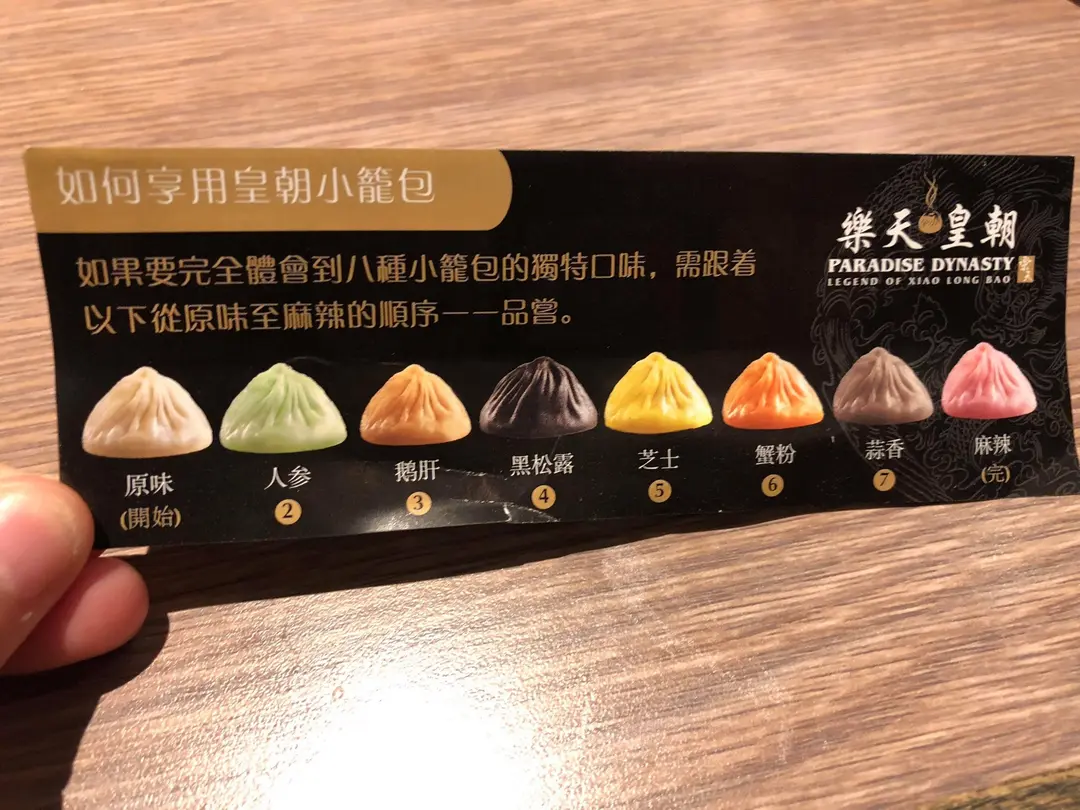 如何享用皇朝小籠包
樂天皇朝
PARADISE DYNASTY
LEGEND OF XIAO LONG BAO
如果要完全體會到八種小籠包的獨特口味，需跟着
以下從原味至麻辣的順序一一品嘗。
原味
(開始)
人参
2
鹅肝
3
黑松露
4
芝士
5
蟹粉
6
蒜香
7
麻辣
(完)